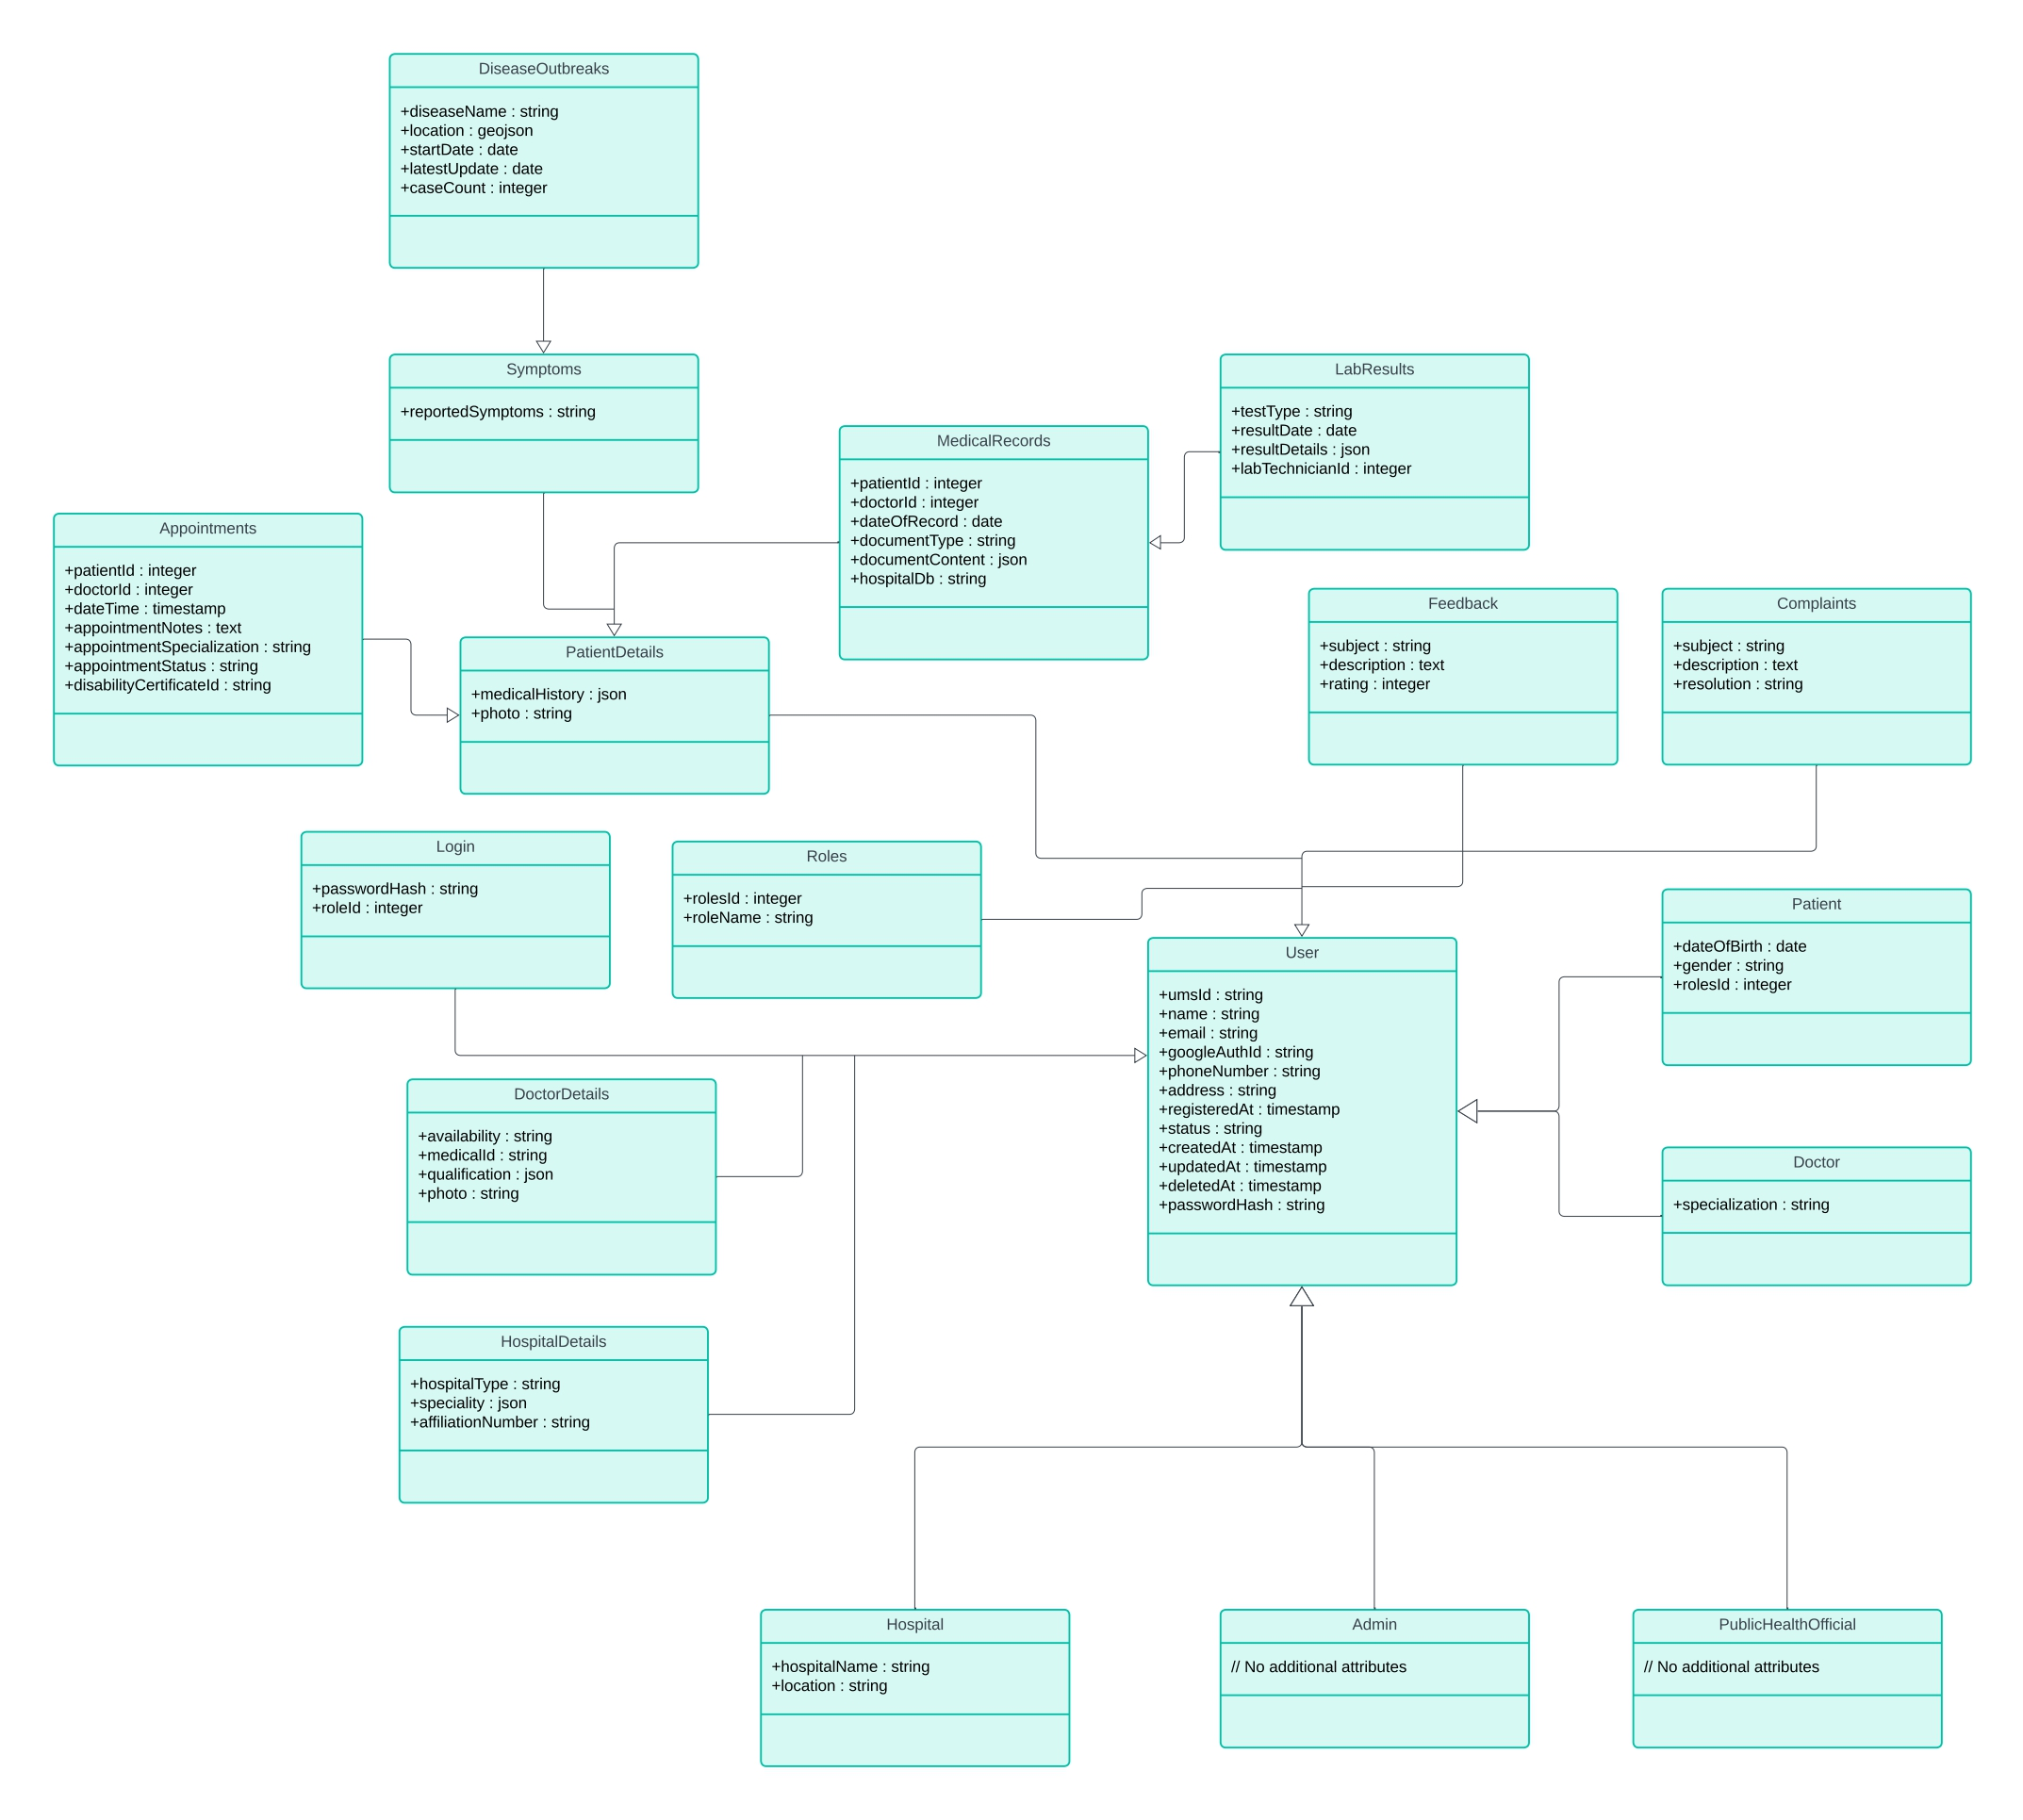 DiseaseOutbreaks
+diseaseName : string
+location : geojson
+startDate : date
+latestUpdate : date
+caseCount : integer
Symptoms
+reportedSymptoms : string
LabResults
+testType : string
+resultDate : date
+resultDetails : json
+labTechnicianId : integer
MedicalRecords
+patientId : integer
+doctorId : integer
+dateOfRecord : date
+documentType : string
+documentContent : json
+hospitalDb : string
Appointments
+patientId : integer
+doctorId : integer
+dateTime : timestamp
+appointmentNotes : text
+appointmentSpecialization : string
+appointmentStatus : string
+disabilityCertificateId : string
PatientDetails
+medicalHistory : json
+photo : string
Feedback
+subject : string
+description : text
+rating : integer
Complaints
+subject : string
+description : text
+resolution : string
Login
+passwordHash : string
+roleId : integer
Roles
+rolesId : integer
+roleName : string
Patient
+dateOfBirth : date
+gender : string
+rolesId : integer
User
+umsId : string
+name : string
+email : string
+googleAuthId : string
+phoneNumber : string
+address : string
+registeredAt : timestamp
+status : string
+createdAt : timestamp
+updatedAt : timestamp
+deletedAt : timestamp
+passwordHash : string
DoctorDetails
+availability : string
+medicalId : string
+qualification : json
+photo : string
Doctor
+specialization : string
HospitalDetails
+hospitalType : string
+speciality : json
+affiliationNumber : string
Hospital
+hospitalName : string
+location : string
Admin
// No additional attributes
PublicHealthOfficial
// No additional attributes